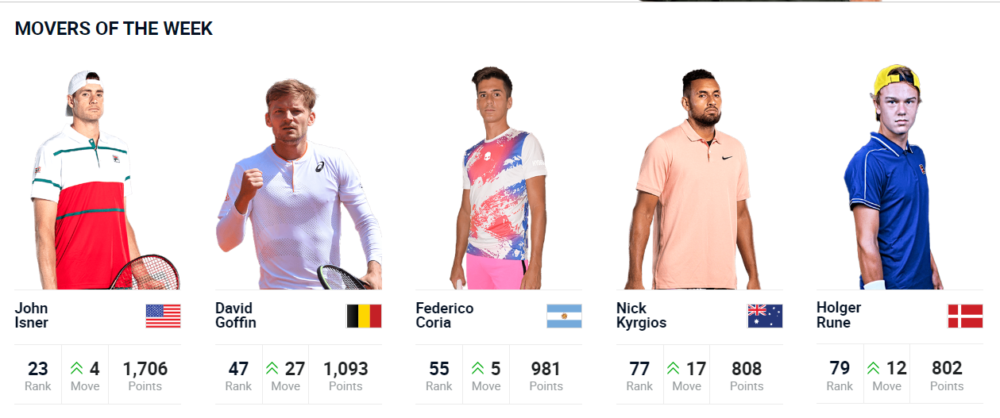 MOVERS OF THE WEEK
John
Isner
David
Goffin
Federico
Coria
Nick
Kyrgios
Holger
Rune
23 4 1,706
Rank Move Points
47 27 1,093
Rank Move Points
55 5 981
Rank Move Points
77 17 808
Rank Move Points
79 12 802
Rank Move Points